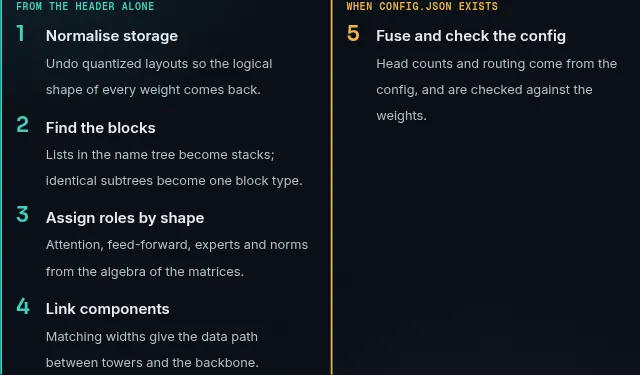 FROM THE HEADER ALONE
1 Normalise storage
Undo quantized layouts so the logical
shape of every weight comes back.
2 Find the blocks
Lists in the name tree become stacks;
identical subtrees become one block type.
3 Assign roles by shape
Attention, feed-forward, experts and norms
from the algebra of the matrices.
4 Link components
Matching widths give the data path
between towers and the backbone.
WHEN CONFIG.JSON EXISTS
5 Fuse and check the config
Head counts and routing come from the
config, and are checked against the
weights.